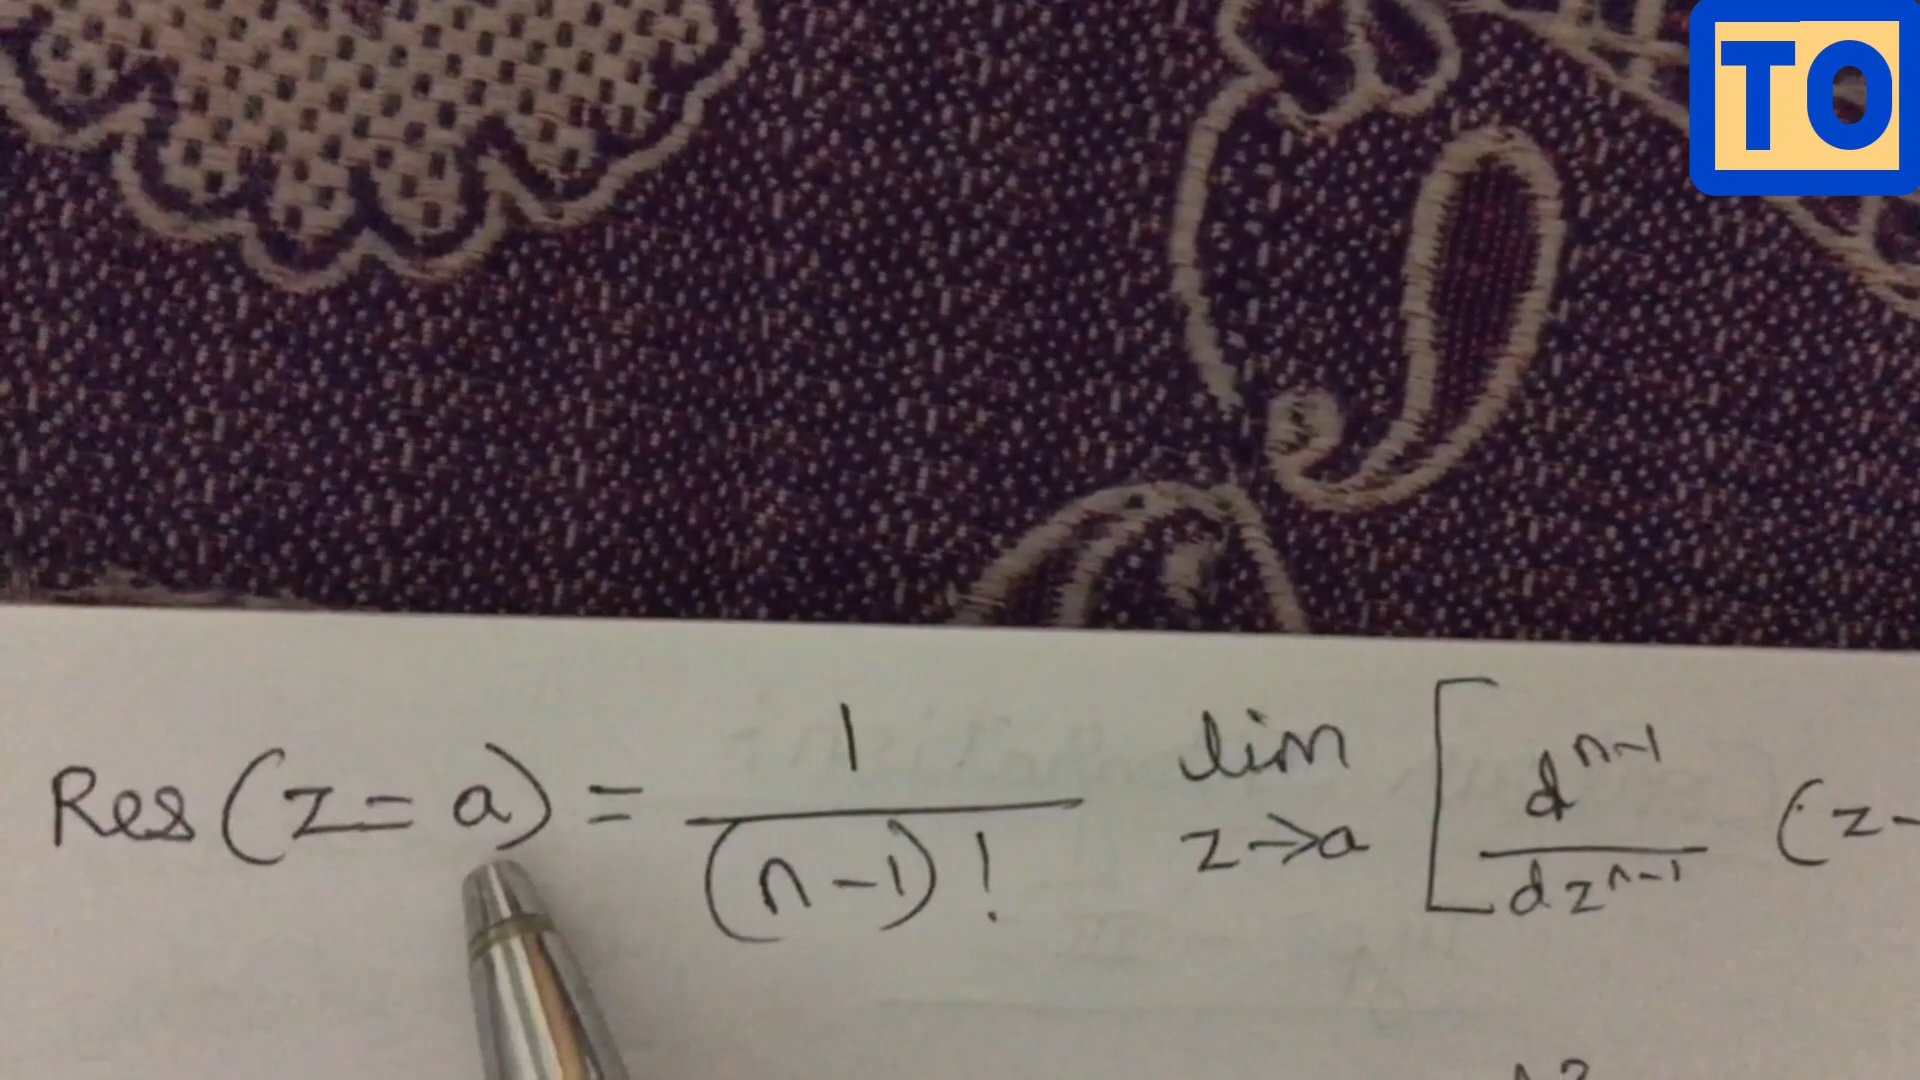 TO
Res(z=a) = 1/(n-1)! lim z→a [d^n-1/dz^n-1 (z-